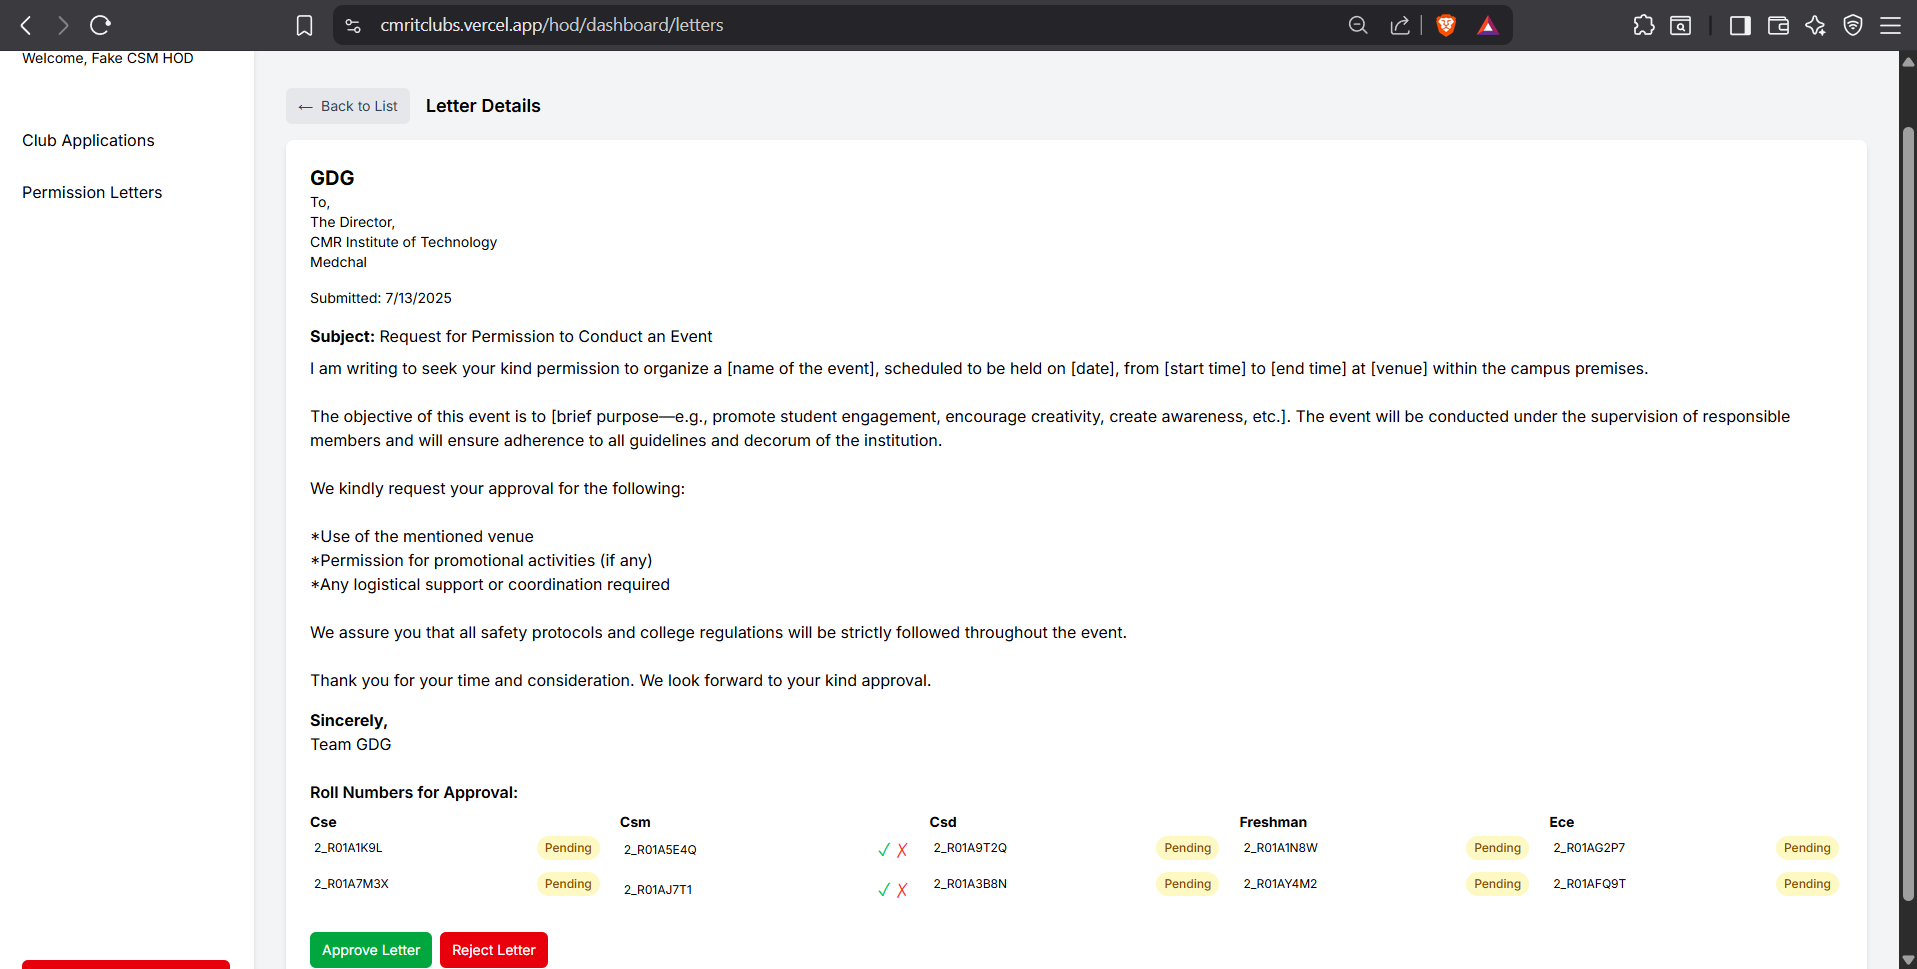 cmritclubs.vercel.app/hod/dashboard/letters
Welcome, Fake CSM HOD
Club Applications
Permission Letters
← Back to List
Letter Details
GDG
To,
The Director,
CMR Institute of Technology
Medchal
Submitted: 7/13/2025
Subject: Request for Permission to Conduct an Event
I am writing to seek your kind permission to organize a [name of the event], scheduled to be held on [date], from [start time] to [end time] at [venue] within the campus premises.
The objective of this event is to [brief purpose—e.g., promote student engagement, encourage creativity, create awareness, etc.]. The event will be conducted under the supervision of responsible
members and will ensure adherence to all guidelines and decorum of the institution.
We kindly request your approval for the following:
*Use of the mentioned venue
*Permission for promotional activities (if any)
*Any logistical support or coordination required
We assure you that all safety protocols and college regulations will be strictly followed throughout the event.
Thank you for your time and consideration. We look forward to your kind approval.
Sincerely,
Team GDG
Roll Numbers for Approval:
Cse Csm Csd Freshman Ece
2_R01A1K9L Pending 2_R01A5E4Q ✓ ✗ 2_R01A9T2Q Pending 2_R01A1N8W Pending 2_R01AG2P7 Pending
2_R01A7M3X Pending 2_R01AJ7T1 ✓ ✗ 2_R01A3B8N Pending 2_R01AY4M2 Pending 2_R01AFQ9T Pending
Approve Letter Reject Letter